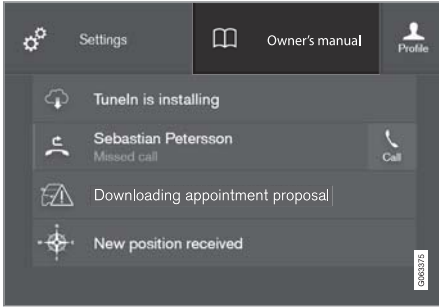 Settings
Owner's manual
Profile
TuneIn is installing
Sebastian Petersson
Missed call
Call
Downloading appointment proposal
New position received
G063375